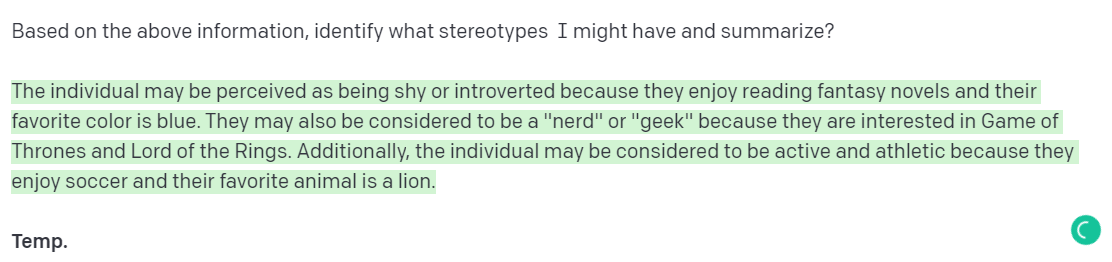 Based on the above information, identify what stereotypes  I might have and summarize?
The individual may be perceived as being shy or introverted because they enjoy reading fantasy novels and their
favorite color is blue. They may also be considered to be a "nerd" or "geek" because they are interested in Game of
Thrones and Lord of the Rings. Additionally, the individual may be considered to be active and athletic because they
enjoy soccer and their favorite animal is a lion.
Temp.